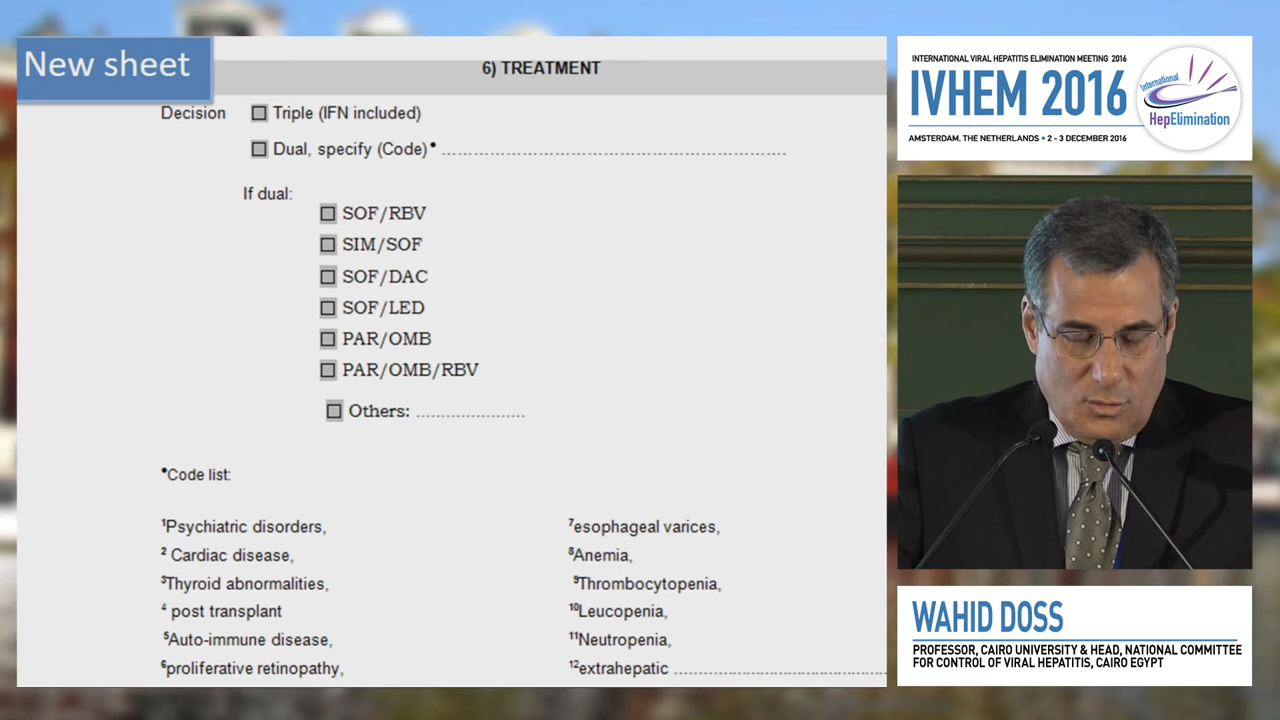 New sheet
6) TREATMENT
Decision
Triple (IFN included)
Dual, specify (Code)• ........................................................................
If dual:
SOF/RBV
SIM/SOF
SOF/DAC
SOF/LED
PAR/OMB
PAR/OMB/RBV
Others: ......................
•Code list:
¹Psychiatric disorders,
² Cardiac disease,
³Thyroid abnormalities,
⁴ post transplant
⁵Auto-immune disease,
⁶proliferative retinopathy,
⁷esophageal varices,
⁸Anemia,
⁹Thrombocytopenia,
¹⁰Leucopenia,
¹¹Neutropenia,
¹²extrahepatic ............................................
INTERNATIONAL VIRAL HEPATITIS ELIMINATION MEETING 2016
IVHEM 2016
AMSTERDAM, THE NETHERLANDS • 2 - 3 DECEMBER 2016
International
HepElimination
WAHID DOSS
PROFESSOR, CAIRO UNIVERSITY & HEAD, NATIONAL COMMITTEE
FOR CONTROL OF VIRAL HEPATITIS, CAIRO EGYPT